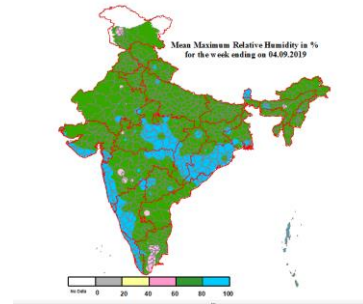 Mean Maximum Relative Humidity in %
for the week ending on 04.09.2019
No Data 0 20 40 60 80 100